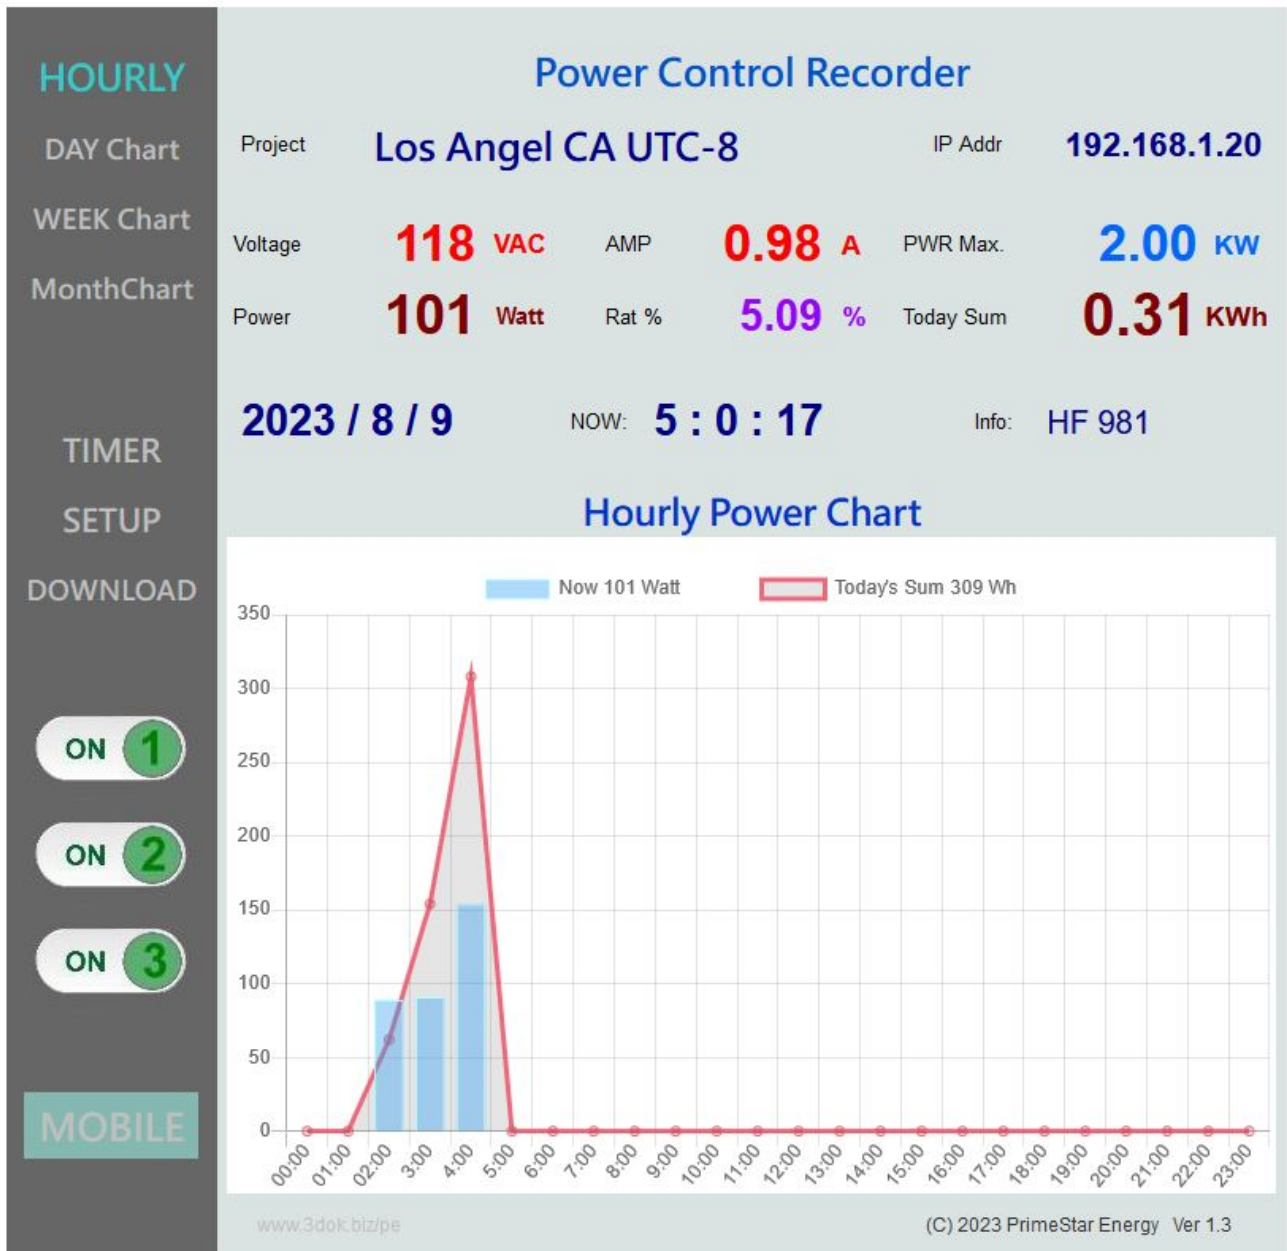 HOURLY
DAY Chart
WEEK Chart
MonthChart
TIMER
SETUP
DOWNLOAD
ON 1
ON 2
ON 3
MOBILE
Power Control Recorder
Project Los Angel CA UTC-8 IP Addr 192.168.1.20
Voltage 118 VAC AMP 0.98 A PWR Max. 2.00 KW
Power 101 Watt Rat % 5.09 % Today Sum 0.31 KWh
2023 / 8 / 9 NOW: 5 : 0 : 17 Info: HF 981
Hourly Power Chart
Now 101 Watt Today's Sum 309 Wh
350
300
250
200
150
100
50
0
00:00 01:00 02:00 3:00 4:00 5:00 6:00 7:00 8:00 9:00 10:00 11:00 12:00 13:00 14:00 15:00 16:00 17:00 18:00 19:00 20:00 21:00 22:00 23:00
www.3dok.biz/pe (C) 2023 PrimeStar Energy Ver 1.3